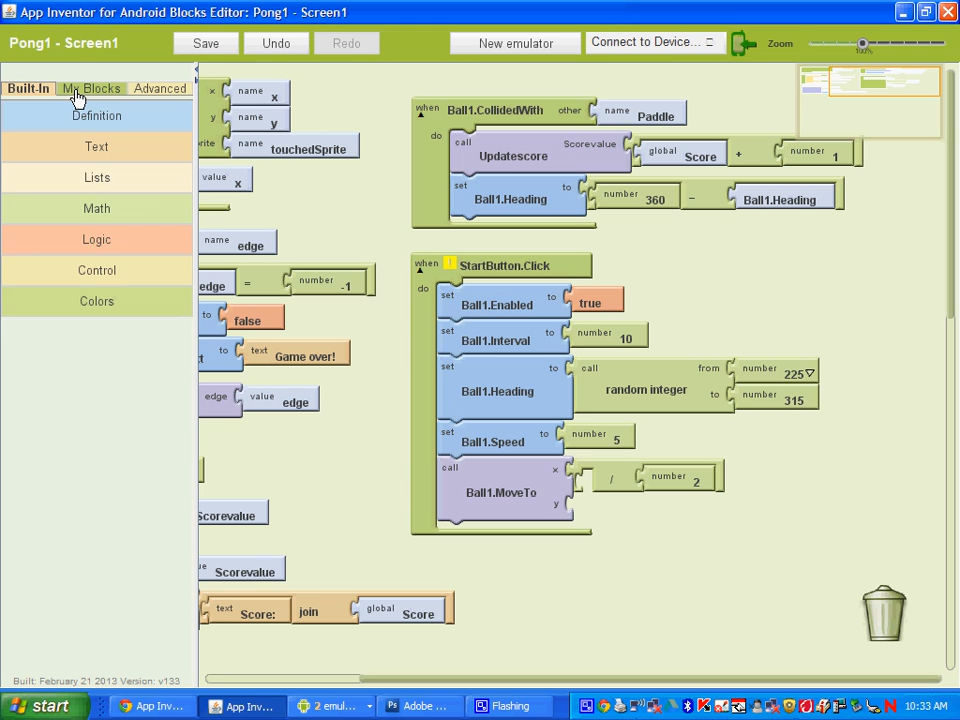 App Inventor for Android Blocks Editor: Pong1 - Screen1
Pong1 - Screen1
Save
Undo
Redo
New emulator
Connect to Device...
Zoom
100%
Built-In
My Blocks
Advanced
Definition
Text
Lists
Math
Logic
Control
Colors
Built: February 21 2013 Version: v133
x name x
y name y
name touchedSprite
value x
name edge
edge = number -1
to false
to text Game over!
edge value edge
Scorevalue
Scorevalue
text Score: join global Score
when Ball1.CollidedWith other name Paddle
do call Updatescore Scorevalue global Score + number 1
set Ball1.Heading to number 360 - Ball1.Heading
when StartButton.Click
do set Ball1.Enabled to true
set Ball1.Interval to number 10
set Ball1.Heading to call random integer from number 225
to number 315
set Ball1.Speed to number 5
call Ball1.MoveTo x / number 2
y
start
App Inv...
App Inv...
2 emul...
Adobe ...
Flashing
10:33 AM